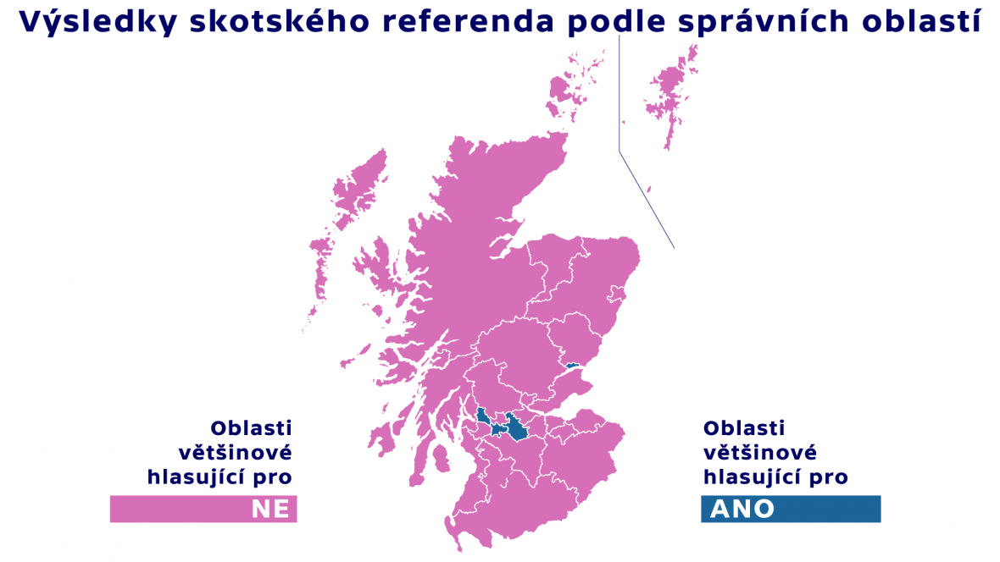 Výsledky skotského referenda podle správních oblastí
Oblasti
většinové
hlasující pro
NE
Oblasti
většinové
hlasující pro
ANO